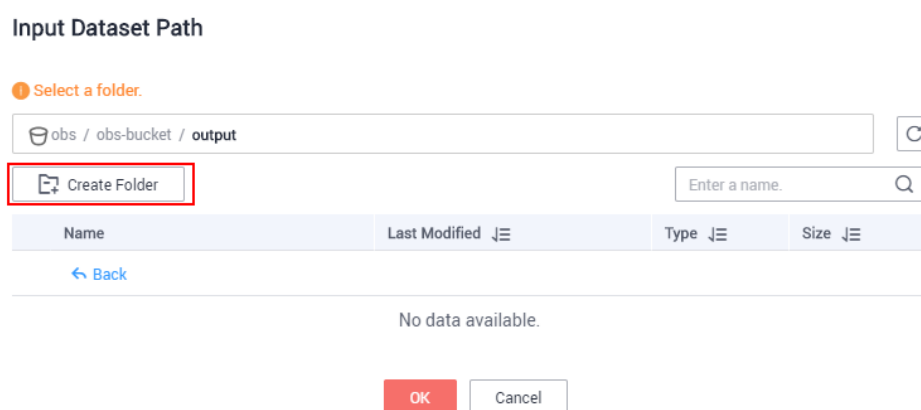 Input Dataset Path
Select a folder.
obs / obs-bucket / output
Create Folder
Enter a name.
Name Last Modified Type Size
Back
No data available.
OK Cancel